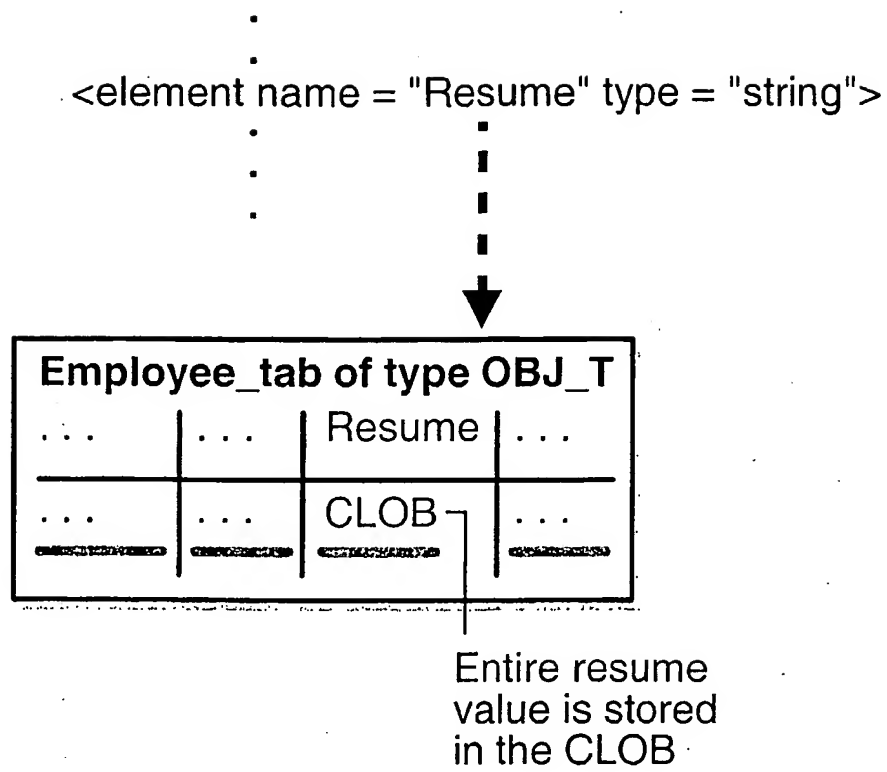 <element name = "Resume" type = "string">
Employee_tab of type OBJ_T
. . . . . . Resume . . .
. . . . . . CLOB . . .
Entire resume
value is stored
in the CLOB